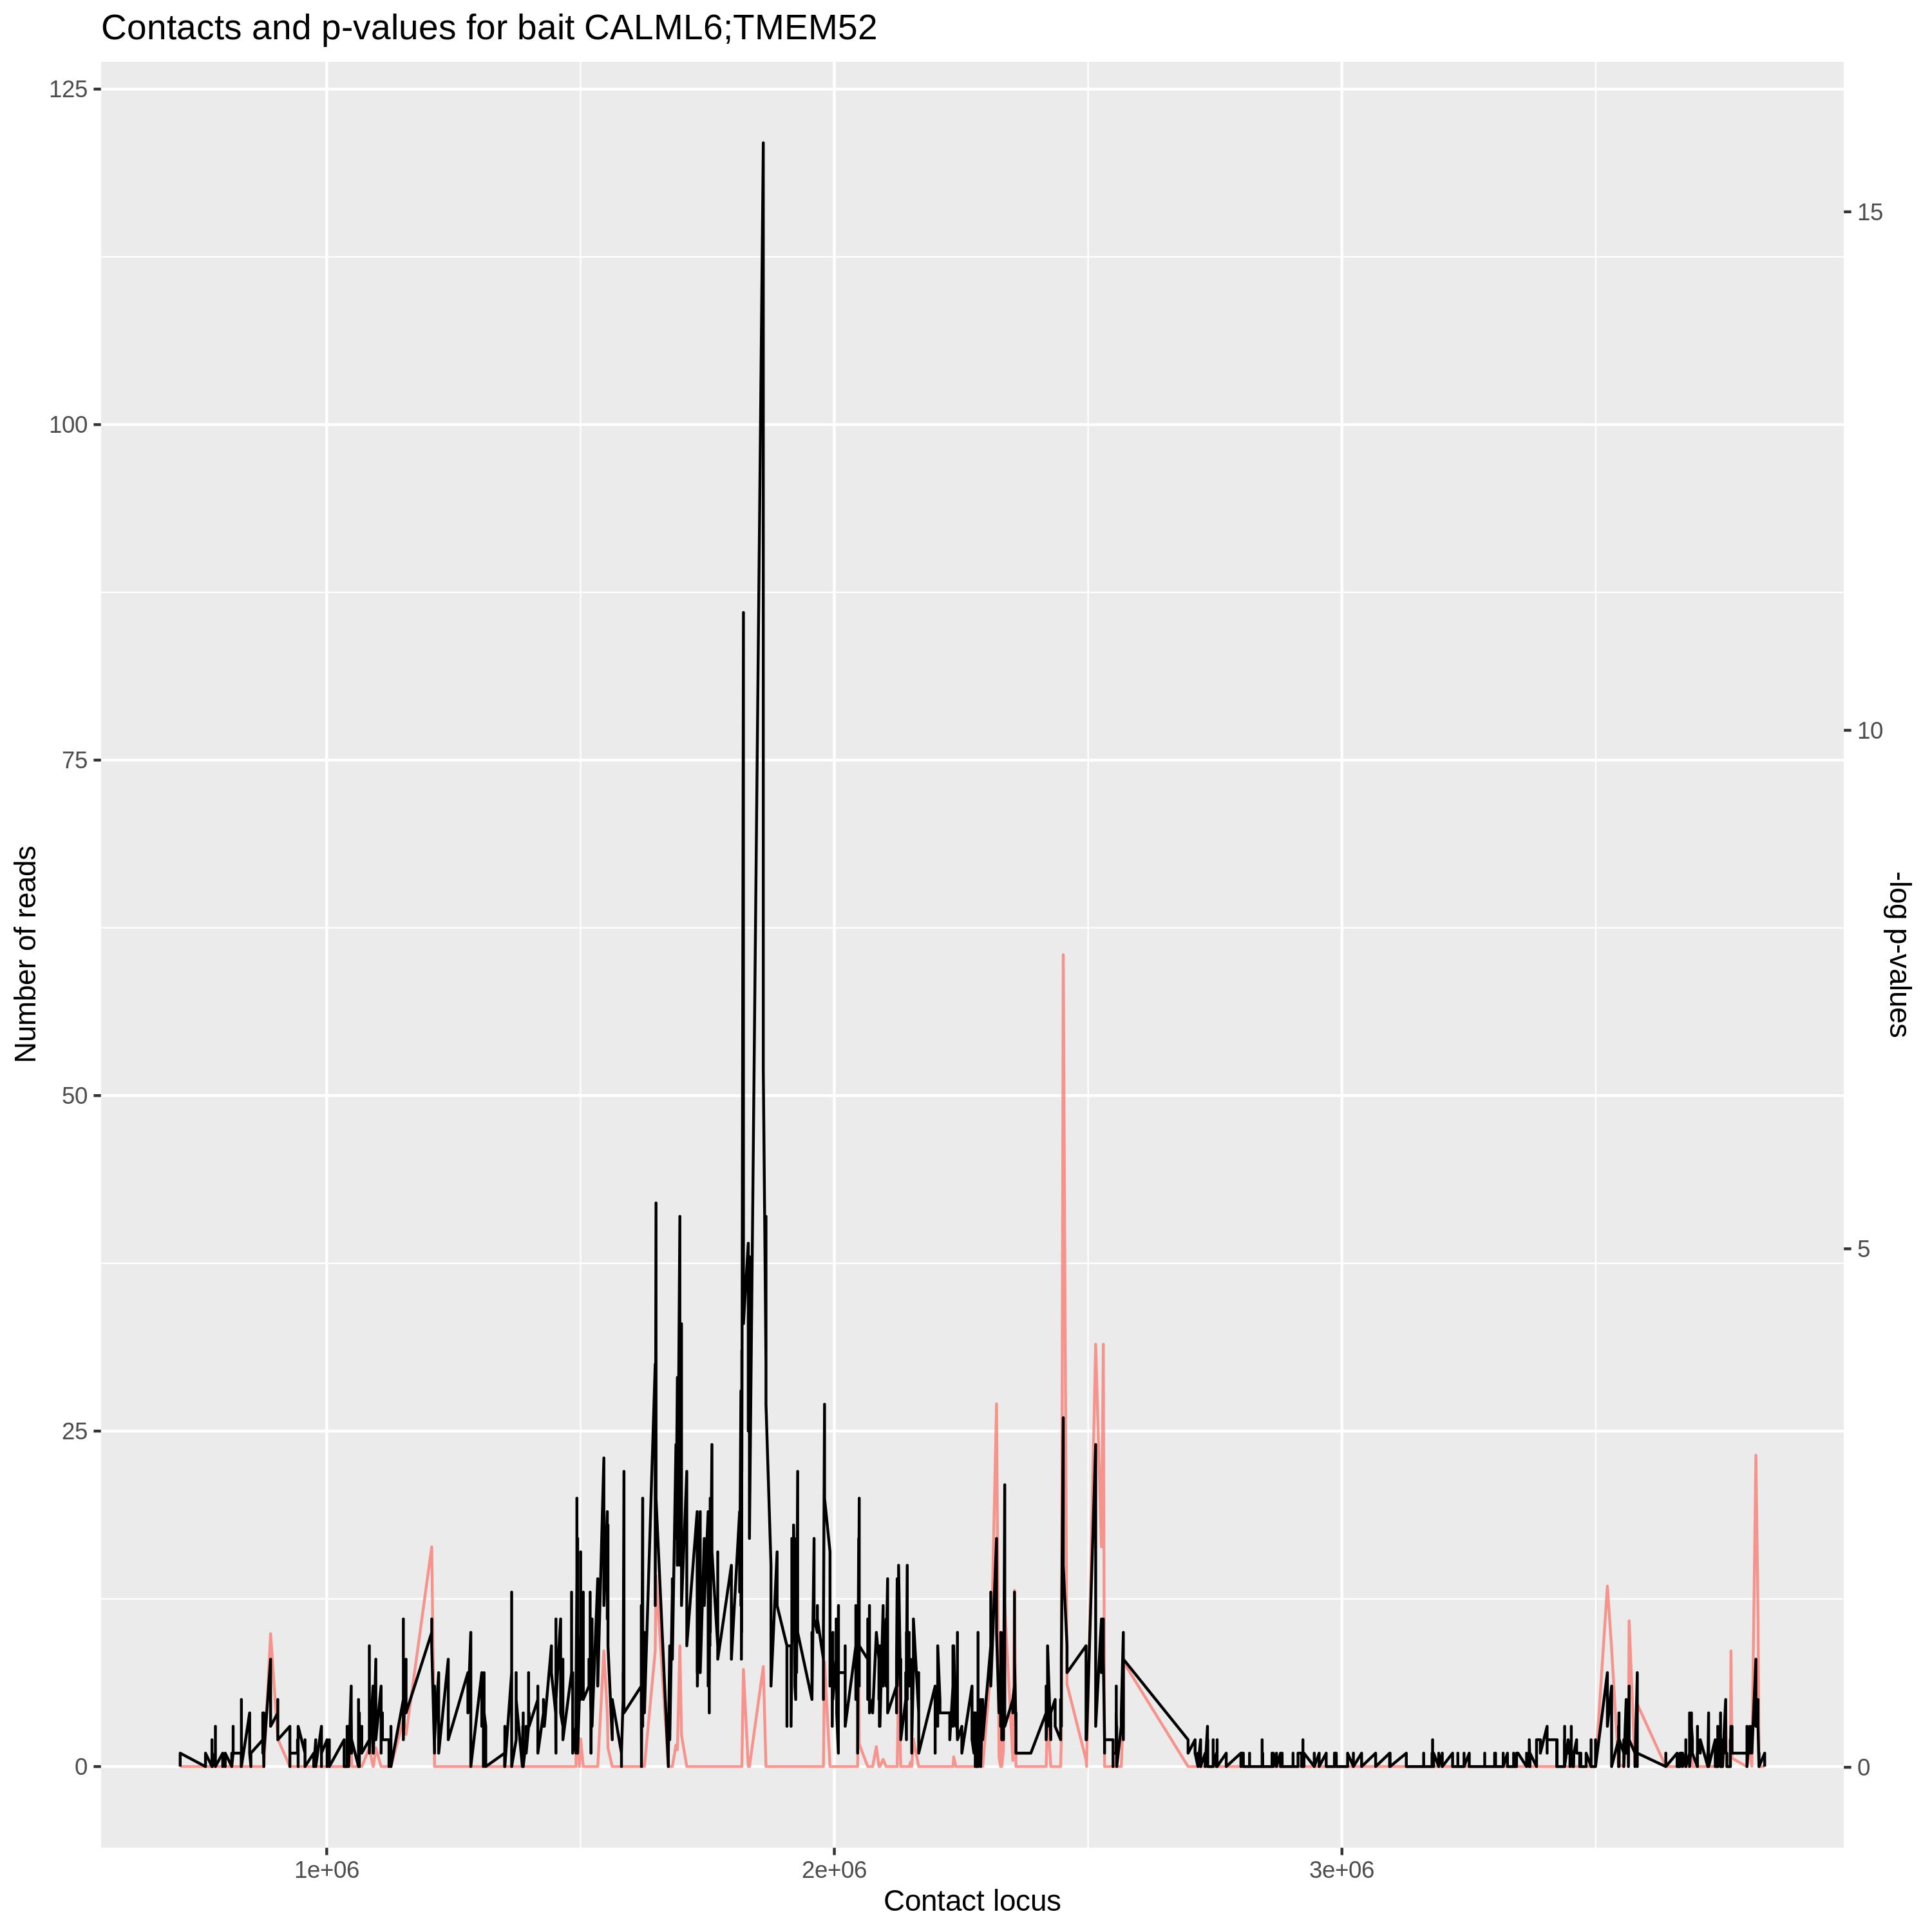 Contacts and p-values for bait CALML6;TMEM52
125
100
75
50
25
0
Number of reads
15
10
5
0
-log p-values
1e+06
2e+06
3e+06
Contact locus